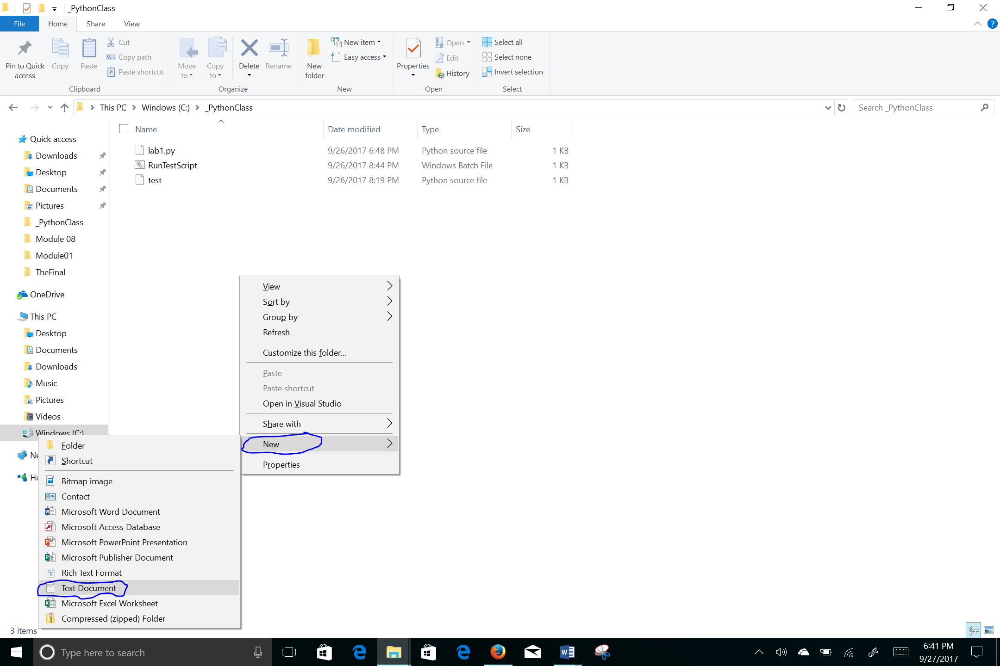 _PythonClass
File Home Share View
Pin to Quick access
Copy
Paste
Cut
Copy path
Paste shortcut
Clipboard
Move to
Copy to
Delete
Rename
Organize
New folder
New item
Easy access
New
Properties
Open
Edit
History
Open
Select all
Select none
Invert selection
Select
This PC Windows (C:) _PythonClass
Search _PythonClass
Name Date modified Type Size
lab1.py 9/26/2017 6:48 PM Python source file 1 KB
RunTestScript 9/26/2017 8:44 PM Windows Batch File 1 KB
test 9/26/2017 8:19 PM Python source file 1 KB
Quick access
Downloads
Desktop
Documents
Pictures
_PythonClass
Module 08
Module01
TheFinal
OneDrive
This PC
Desktop
Documents
Downloads
Music
Pictures
Videos
Windows (C:)
Ne
Ho
View
Sort by
Group by
Refresh
Customize this folder...
Paste
Paste shortcut
Open in Visual Studio
Share with
New
Properties
Folder
Shortcut
Bitmap image
Contact
Microsoft Word Document
Microsoft Access Database
Microsoft PowerPoint Presentation
Microsoft Publisher Document
Rich Text Format
Text Document
Microsoft Excel Worksheet
Compressed (zipped) Folder
3 items
Type here to search
6:41 PM
9/27/2017